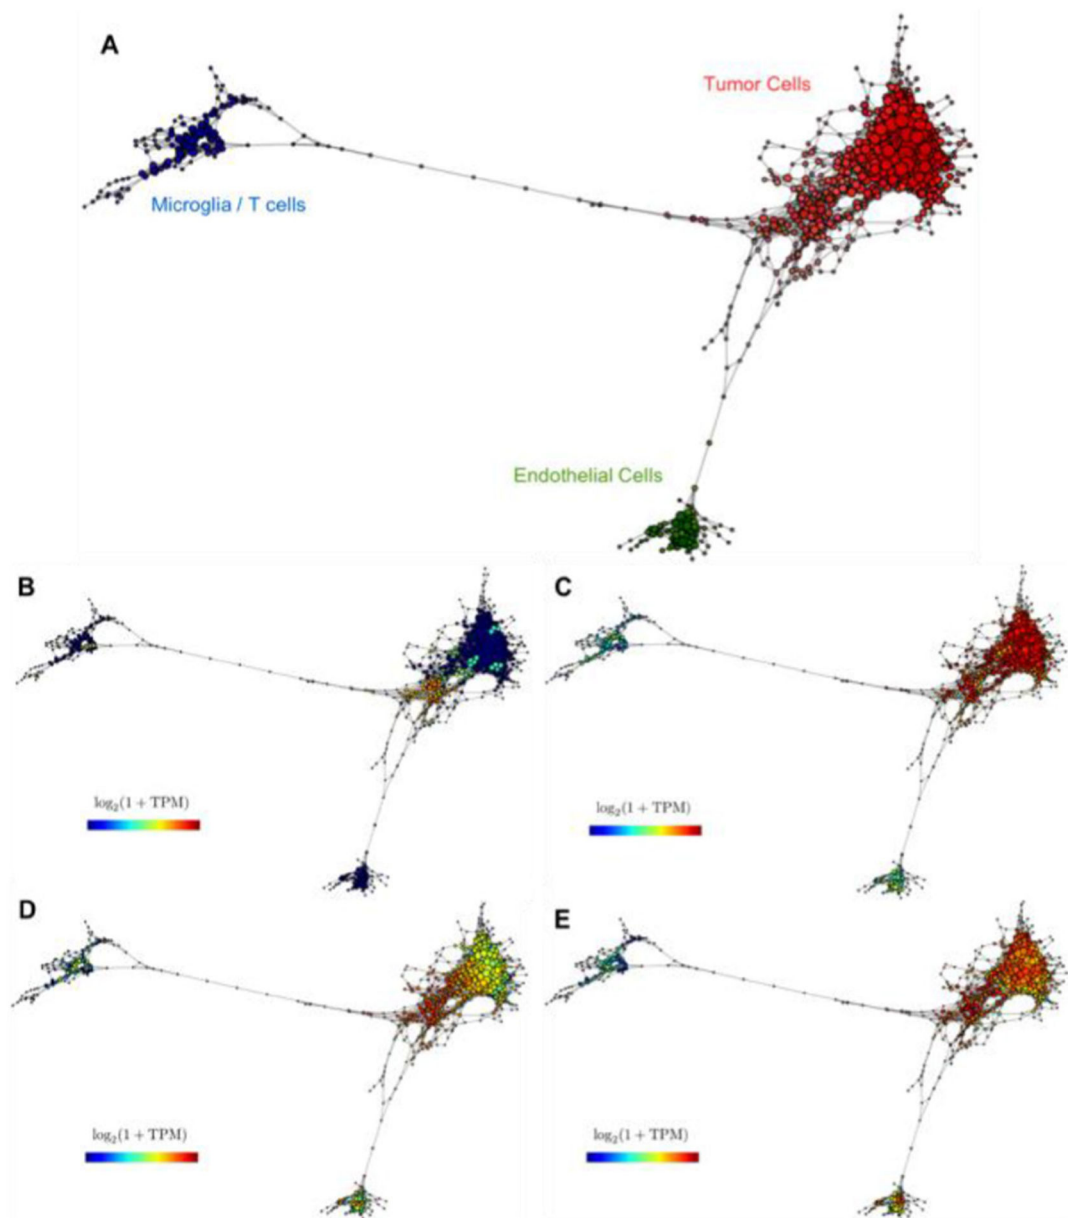 A
Tumor Cells
Microglia / T cells
Endothelial Cells
B
C
log₂(1 + TPM)
log₂(1 + TPM)
D
E
log₂(1 + TPM)
log₂(1 + TPM)